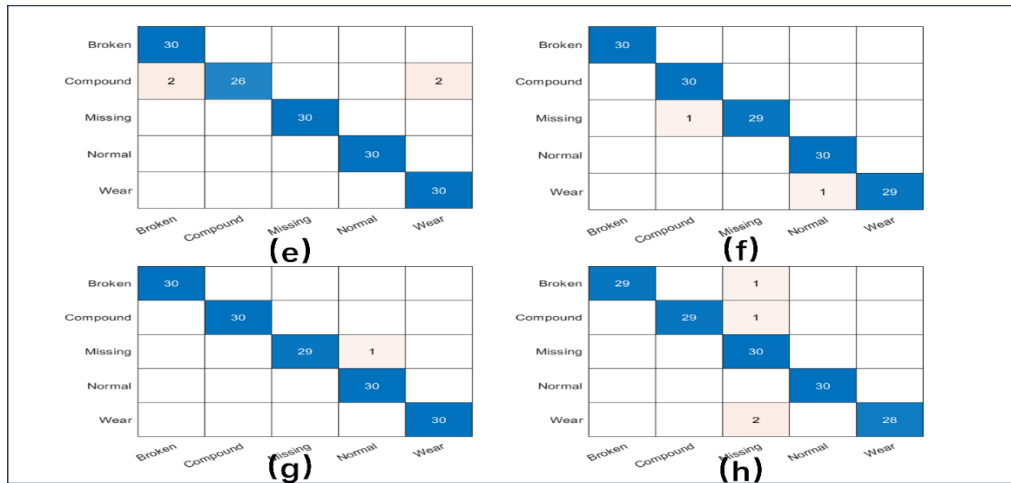 Broken 30
Compound 2 26 2
Missing 30
Normal 30
Wear 30
Broken Compound Missing Normal Wear
(e)
Broken 30
Compound 30
Missing 1 29
Normal 30
Wear 1 29
Broken Compound Missing Normal Wear
(f)
Broken 30
Compound 30
Missing 29 1
Normal 30
Wear 30
Broken Compound Missing Normal Wear
(g)
Broken 29 1
Compound 29 1
Missing 30
Normal 30
Wear 2 28
Broken Compound Missing Normal Wear
(h)